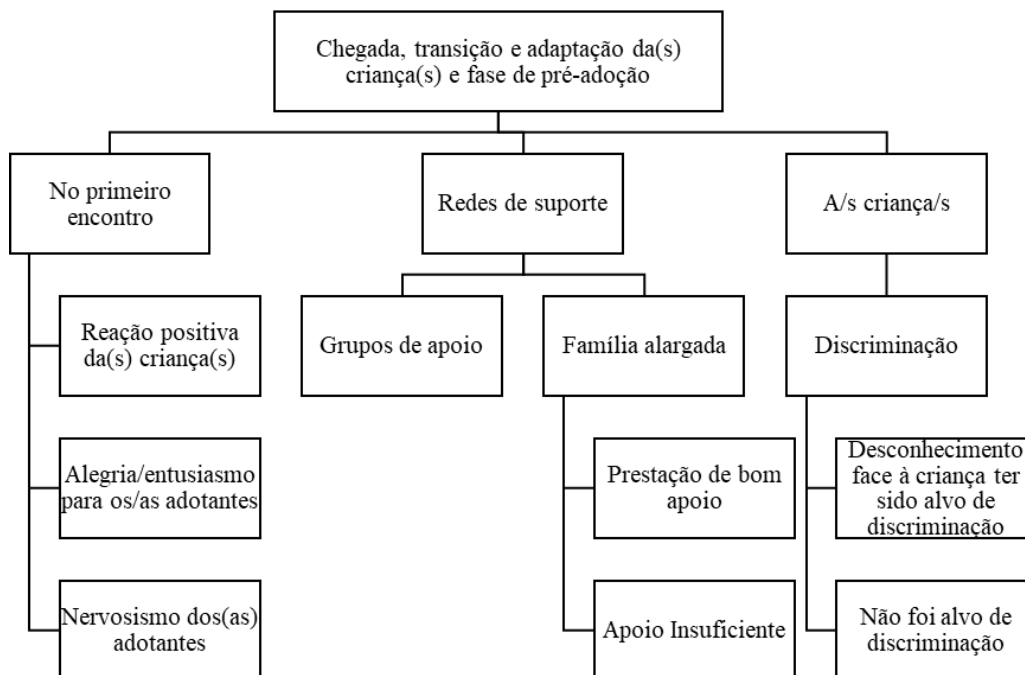 Chegada, transição e adaptação da(s)
criança(s) e fase de pré-adoção
No primeiro
encontro
Redes de suporte
A/s criança/s
Reação positiva
da(s) criança(s)
Grupos de apoio
Família alargada
Discriminação
Alegria/entusiasmo
para os/as adotantes
Prestação de bom
apoio
Desconhecimento
face à criança ter
sido alvo de
discriminação
Nervosismo dos(as)
adotantes
Apoio Insuficiente
Não foi alvo de
discriminação